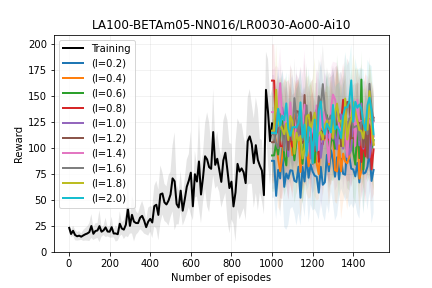 LA100-BETAm05-NN016/LR0030-Ao00-Ai10
200
175
150
125
100
75
50
25
0
Reward
Training
(l=0.2)
(l=0.4)
(l=0.6)
(l=0.8)
(l=1.0)
(l=1.2)
(l=1.4)
(l=1.6)
(l=1.8)
(l=2.0)
0 200 400 600 800 1000 1200 1400
Number of episodes